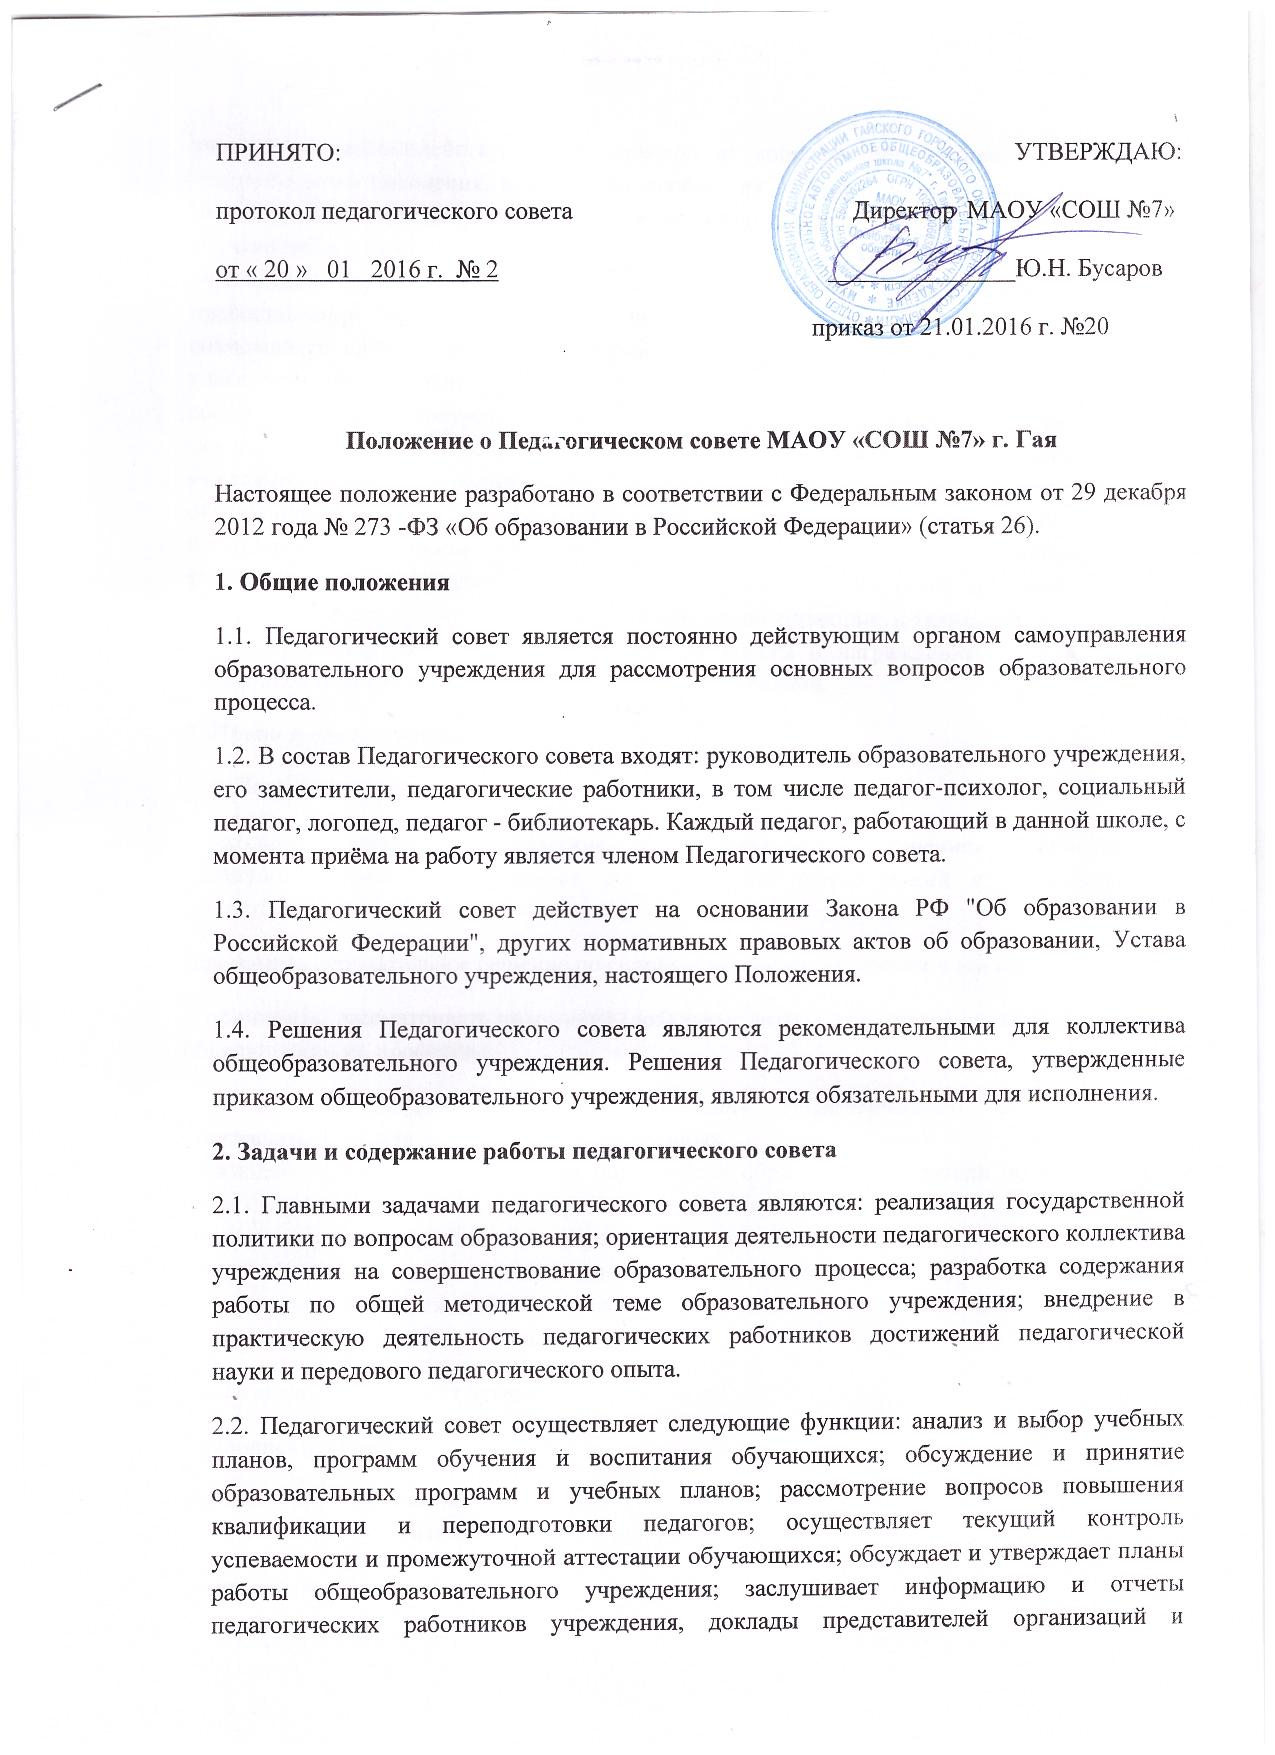 ПРИНЯТО: УТВЕРЖДАЮ:
протокол педагогического совета Директор МАОУ «СОШ №7»
от « 20 » 01 2016 г. № 2 ______________Ю.Н. Бусаров
приказ от 21.01.2016 г. №20
Положение о Педагогическом совете МАОУ «СОШ №7» г. Гая
Настоящее положение разработано в соответствии с Федеральным законом от 29 декабря
2012 года № 273 -ФЗ «Об образовании в Российской Федерации» (статья 26).
1. Общие положения
1.1. Педагогический совет является постоянно действующим органом самоуправления
образовательного учреждения для рассмотрения основных вопросов образовательного
процесса.
1.2. В состав Педагогического совета входят: руководитель образовательного учреждения,
его заместители, педагогические работники, в том числе педагог-психолог, социальный
педагог, логопед, педагог - библиотекарь. Каждый педагог, работающий в данной школе, с
момента приёма на работу является членом Педагогического совета.
1.3. Педагогический совет действует на основании Закона РФ "Об образовании в
Российской Федерации", других нормативных правовых актов об образовании, Устава
общеобразовательного учреждения, настоящего Положения.
1.4. Решения Педагогического совета являются рекомендательными для коллектива
общеобразовательного учреждения. Решения Педагогического совета, утвержденные
приказом общеобразовательного учреждения, являются обязательными для исполнения.
2. Задачи и содержание работы педагогического совета
2.1. Главными задачами педагогического совета являются: реализация государственной
политики по вопросам образования; ориентация деятельности педагогического коллектива
учреждения на совершенствование образовательного процесса; разработка содержания
работы по общей методической теме образовательного учреждения; внедрение в
практическую деятельность педагогических работников достижений педагогической
науки и передового педагогического опыта.
2.2. Педагогический совет осуществляет следующие функции: анализ и выбор учебных
планов, программ обучения и воспитания обучающихся; обсуждение и принятие
образовательных программ и учебных планов; рассмотрение вопросов повышения
квалификации и переподготовки педагогов; осуществляет текущий контроль
успеваемости и промежуточной аттестации обучающихся; обсуждает и утверждает планы
работы общеобразовательного учреждения; заслушивает информацию и отчеты
педагогических работников учреждения, доклады представителей организаций и